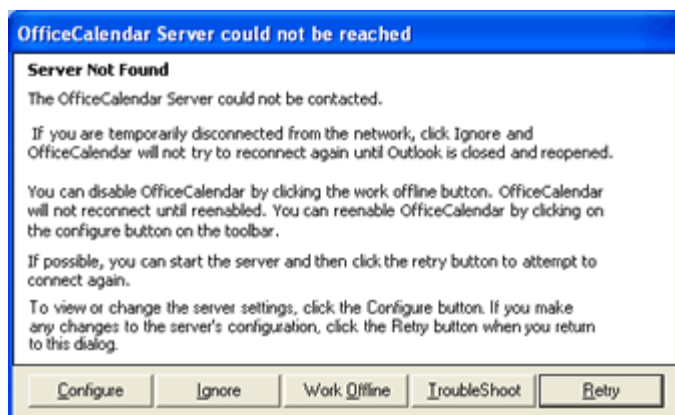 OfficeCalendar Server could not be reached
Server Not Found
The OfficeCalendar Server could not be contacted.
If you are temporarily disconnected from the network, click Ignore and
OfficeCalendar will not try to reconnect again until Outlook is closed and reopened.
You can disable OfficeCalendar by clicking the work offline button. OfficeCalendar
will not reconnect until reenabled. You can reenable OfficeCalendar by clicking on
the configure button on the toolbar.
If possible, you can start the server and then click the retry button to attempt to
connect again.
To view or change the server settings, click the Configure button. If you make
any changes to the server's configuration, click the Retry button when you return
to this dialog.
Configure Ignore Work Offline TroubleShoot Retry